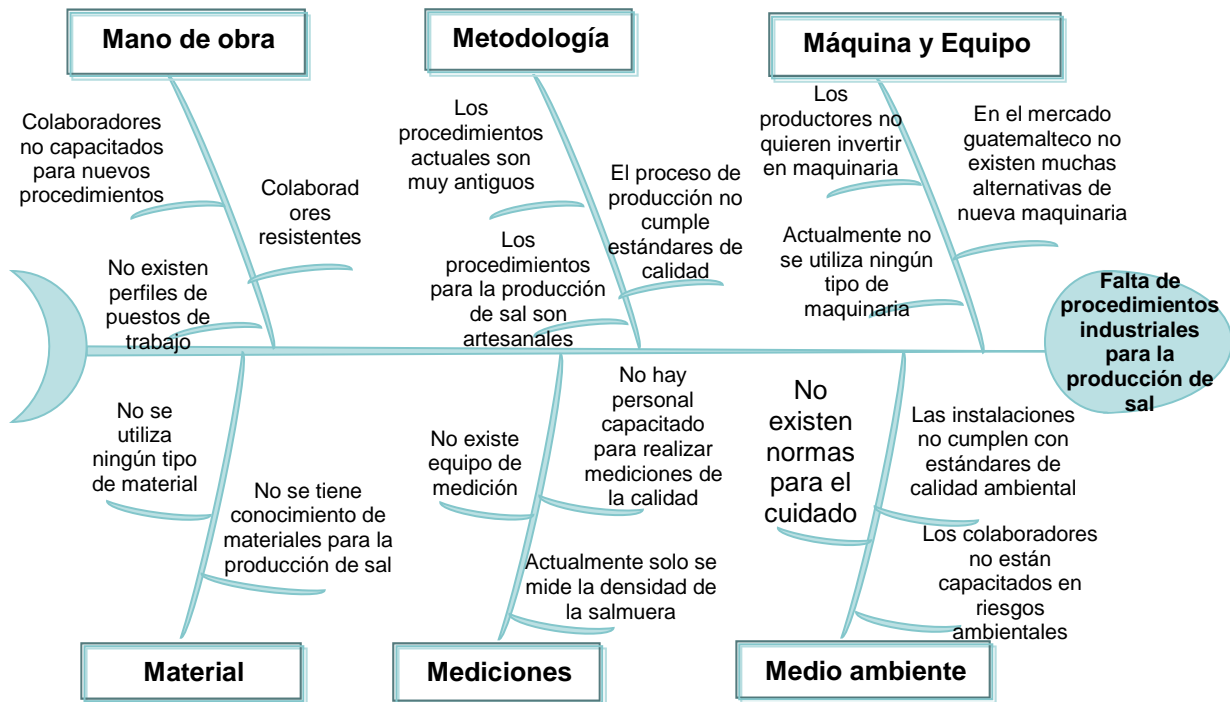 Mano de obra
Metodología
Máquina y Equipo
Colaboradores
no capacitados
para nuevos
procedimientos
Colaborad
ores
resistentes
No existen
perfiles de
puestos de
trabajo
Los
procedimientos
actuales son
muy antiguos
El proceso de
producción no
cumple
estándares de
calidad
Los
procedimientos
para la producción
de sal son
artesanales
Los
productores no
quieren invertir
en maquinaria
En el mercado
guatemalteco no
existen muchas
alternativas de
nueva maquinaria
Actualmente no
se utiliza ningún
tipo de
maquinaria
Falta de
procedimientos
industriales
para la
producción de
sal
No se
utiliza
ningún tipo
de material
No se tiene
conocimiento de
materiales para la
producción de sal
No existe
equipo de
medición
No hay
personal
capacitado
para realizar
mediciones de
la calidad
Actualmente solo se
mide la densidad de
la salmuera
No
existen
normas
para el
cuidado
Las instalaciones
no cumplen con
estándares de
calidad ambiental
Los colaboradores
no están
capacitados en
riesgos
ambientales
Material
Mediciones
Medio ambiente